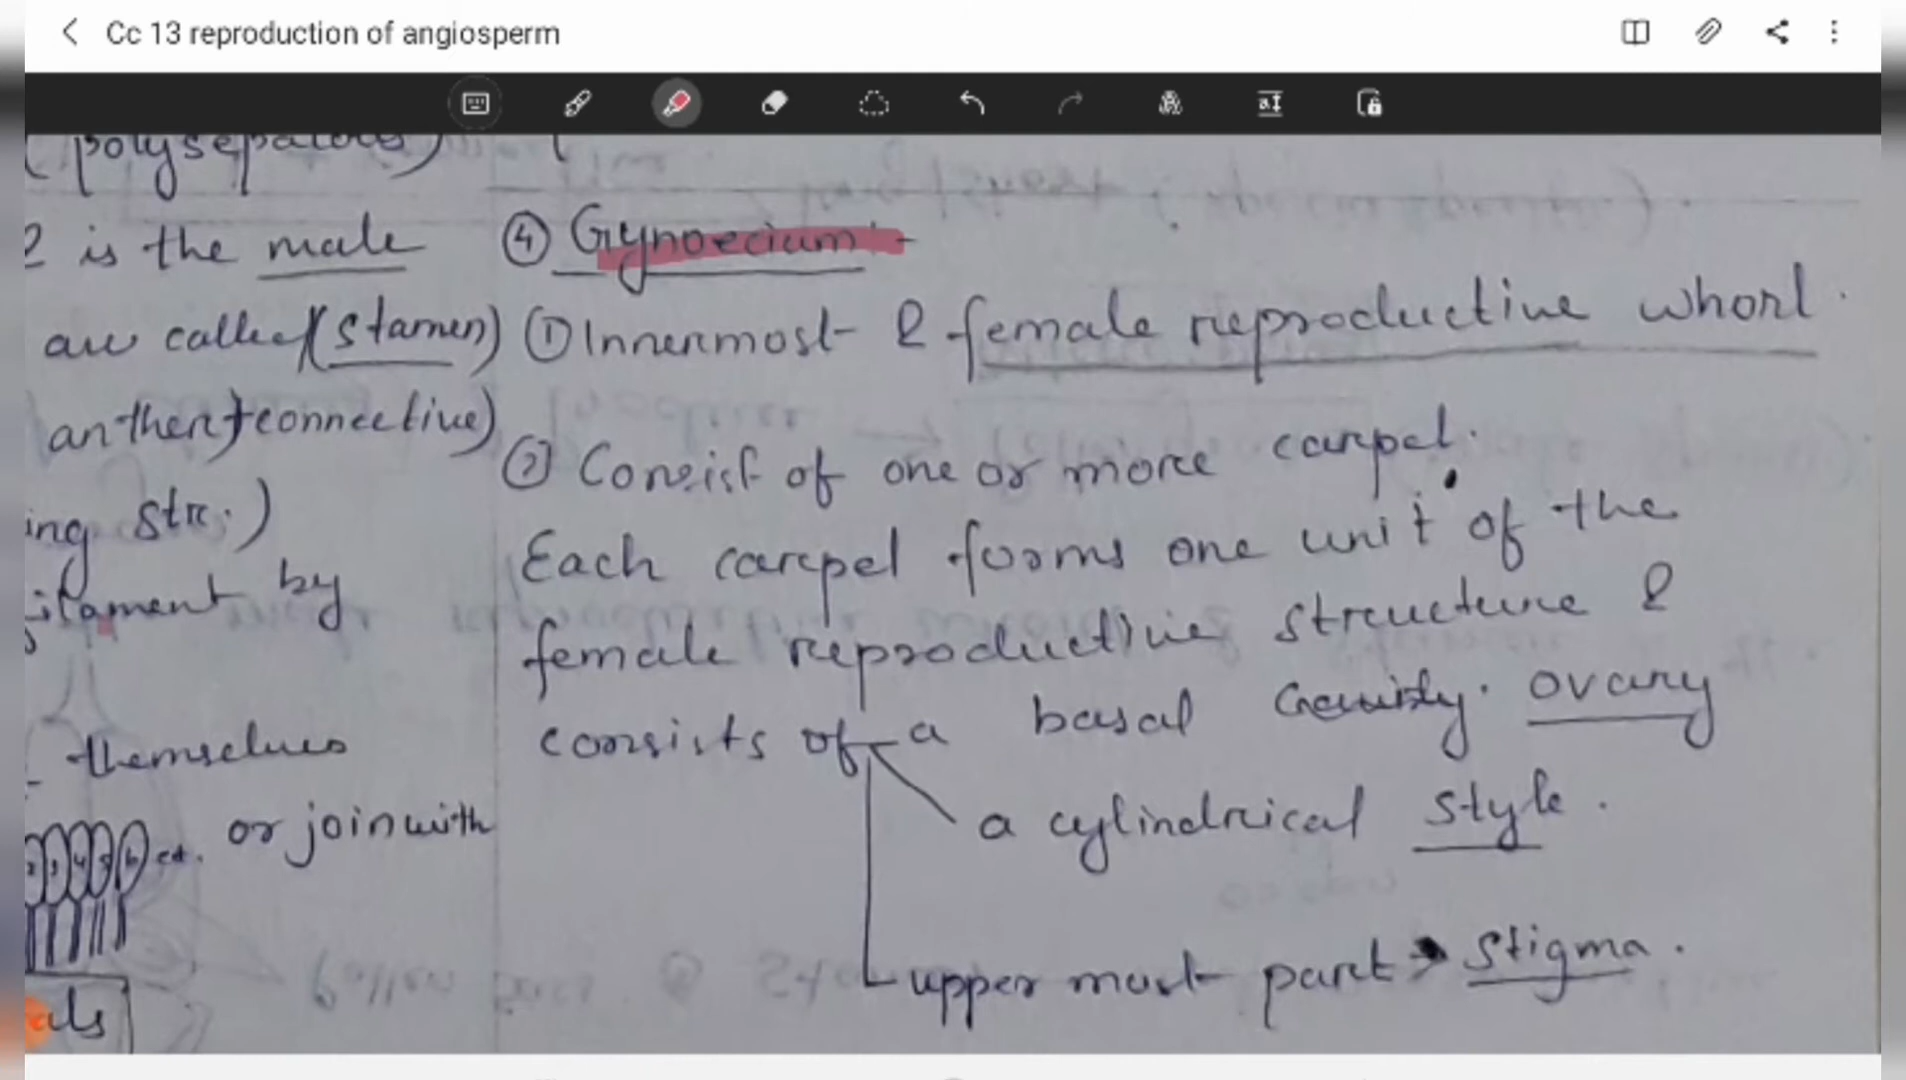 Cc 13 reproduction of angiosperm
(polysepalous)
& is the male
are called (stamen)
anther + connective)
ing str.)
filament by
themselves
or join with
als
④ Gynoecium :-
① Innermost & female reproductive whorl.
② Consist of one or more carpel.
Each carpel forms one unit of the
female reproductive structure &
consists of a basal ovary
a cylindrical style.
upper most part → stigma.